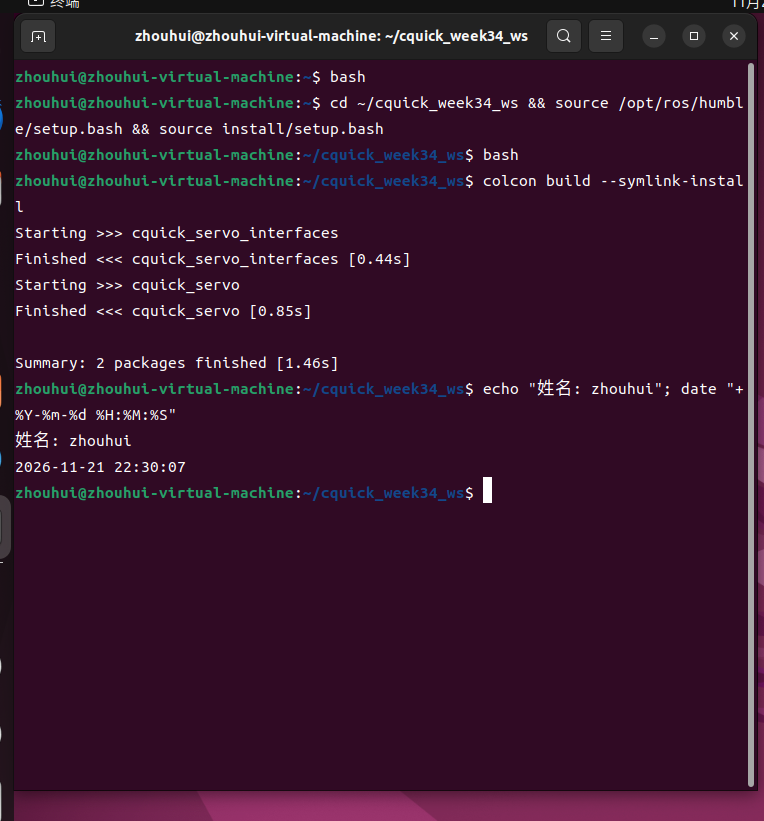 终端
11月2
zhouhui@zhouhui-virtual-machine: ~/cquick_week34_ws
zhouhui@zhouhui-virtual-machine:~$ bash
zhouhui@zhouhui-virtual-machine:~$ cd ~/cquick_week34_ws && source /opt/ros/humbl
e/setup.bash && source install/setup.bash
zhouhui@zhouhui-virtual-machine:~/cquick_week34_ws$ bash
zhouhui@zhouhui-virtual-machine:~/cquick_week34_ws$ colcon build --symlink-instal
l
Starting >>> cquick_servo_interfaces
Finished <<< cquick_servo_interfaces [0.44s]
Starting >>> cquick_servo
Finished <<< cquick_servo [0.85s]
Summary: 2 packages finished [1.46s]
zhouhui@zhouhui-virtual-machine:~/cquick_week34_ws$ echo "姓名: zhouhui"; date "+
%Y-%m-%d %H:%M:%S"
姓名: zhouhui
2026-11-21 22:30:07
zhouhui@zhouhui-virtual-machine:~/cquick_week34_ws$